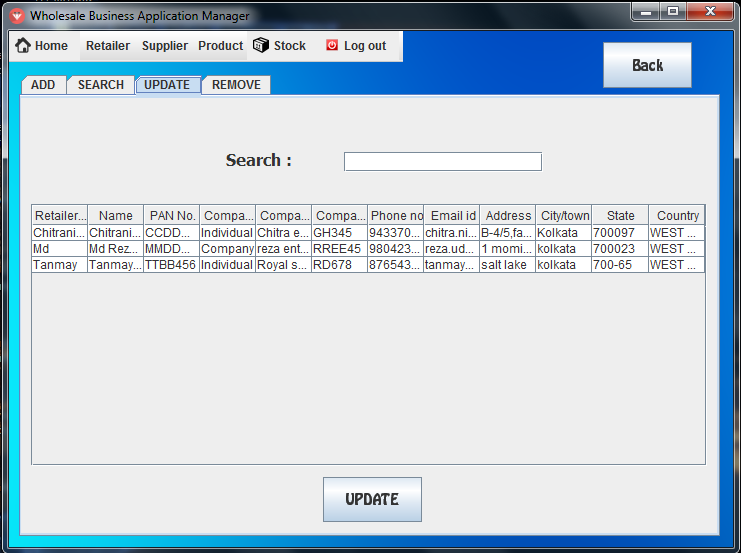 Wholesale Business Application Manager
Home Retailer Supplier Product Stock Log out
Back
ADD SEARCH UPDATE REMOVE
Search :
Retailer... Name PAN No. Compa... Compa... Compa... Phone no Email id Address City/town State Country
Chitrani... Chitrani... CCDD... Individual Chitra e... GH345 943370... chitra.ni... B-4/5,fa... Kolkata 700097 WEST ...
Md Md Rez... MMDD... Company reza ent... RREE45 980423... reza.ud... 1 momi... kolkata 700023 WEST ...
Tanmay Tanmay... TTBB456 Individual Royal s... RD678 876543... tanmay... salt lake kolkata 700-65 WEST ...
UPDATE